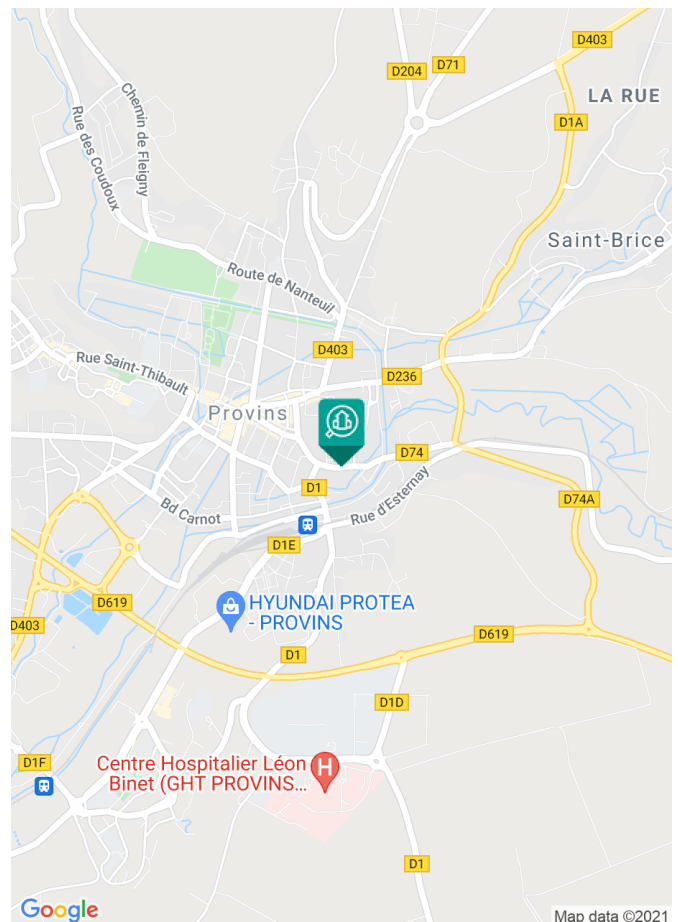 D403
D71
D204
LA RUE
Chemin de Fleigny
Rue des Coudoux
D1A
Saint-Brice
Route de Nanteuil
D403
Rue Saint-Thibault
D236
Provins
D74
D1
Rue d'Esternay
D74A
Bd Carnot
D1E
HYUNDAI PROTEA
- PROVINS
D619
D403
D619
D1
D1D
Centre Hospitalier Léon
Binet (GHT PROVINS...
H
D1F
D1
Google
Map data ©2021